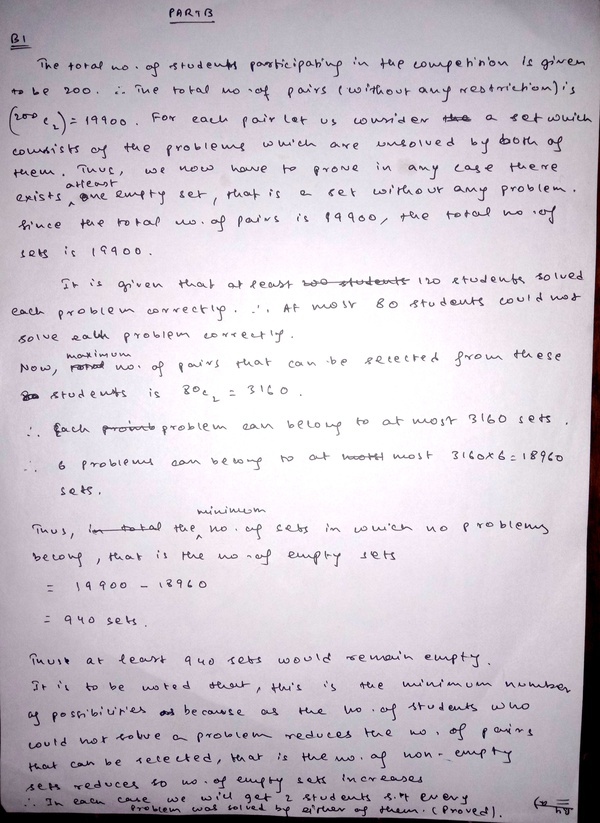 PART B
B1
The total no. of students participating in the competition is given
to be 200. ∴ The total no. of pairs (without any restriction) is
(200c₂) = 19900. For each pair let us consider the a set which
consists of the problems which are unsolved by both of
them. Thus, we now have to prove in any case there
exists atleast one empty set, that is a set without any problem.
Since the total no. of pairs is 19900, the total no. of
sets is 19900.
It is given that at least 200 students 120 students solved
each problem correctly. ∴ At most 80 students could not
solve each problem correctly.
Now, total maximum no. of pairs that can be selected from these
80 students is 80c₂ = 3160.
∴ Each problem can belong to at most 3160 sets.
∴ 6 problems can belong to at most 3160x6 = 18960
sets.
Thus, in total the minimum no. of sets in which no problems
belong, that is the no. of empty sets
= 19900 - 18960
= 940 sets.
Thus at least 940 sets would remain empty.
It is to be noted that, this is the minimum number
of possibilities as because as the no. of students who
could not solve a problem reduces the no. of pairs
that can be selected, that is the no. of non-empty
sets reduces so no. of empty sets increases
∴ In each case we will get 2 students s.t every
problem was solved by either of them. (Proved).